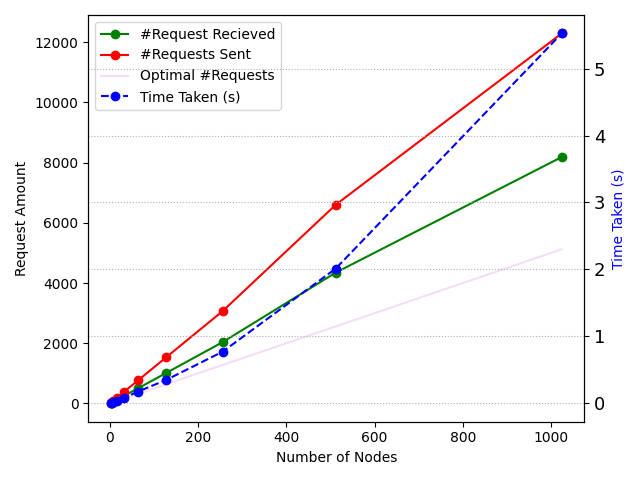 #Request Recieved
#Requests Sent
Optimal #Requests
Time Taken (s)
12000
10000
8000
6000
4000
2000
0
Request Amount
5
4
3
2
1
0
Time Taken (s)
0 200 400 600 800 1000
Number of Nodes